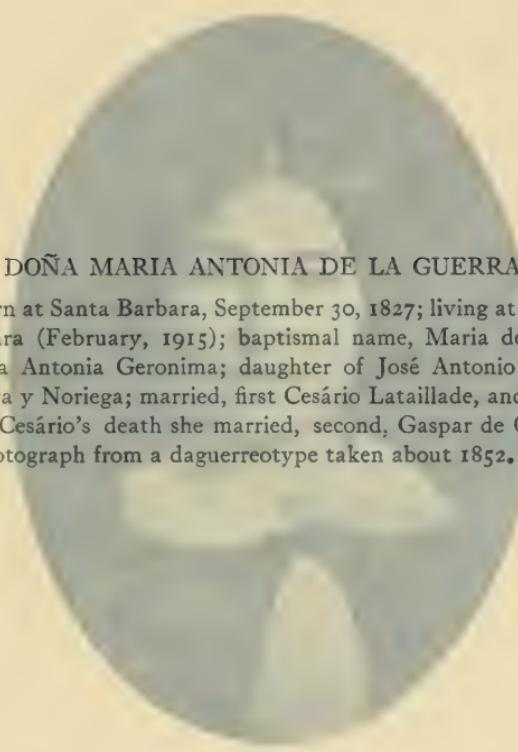 DOÑA MARIA ANTONIA DE LA GUERRA
rn at Santa Barbara, September 30, 1827; living at
ara (February, 1915); baptismal name, Maria de
a Antonia Geronima; daughter of José Antonio
ra y Noriega; married, first Cesário Lataillade, and
Cesário's death she married, second, Gaspar de
otograph from a daguerreotype taken about 1852.